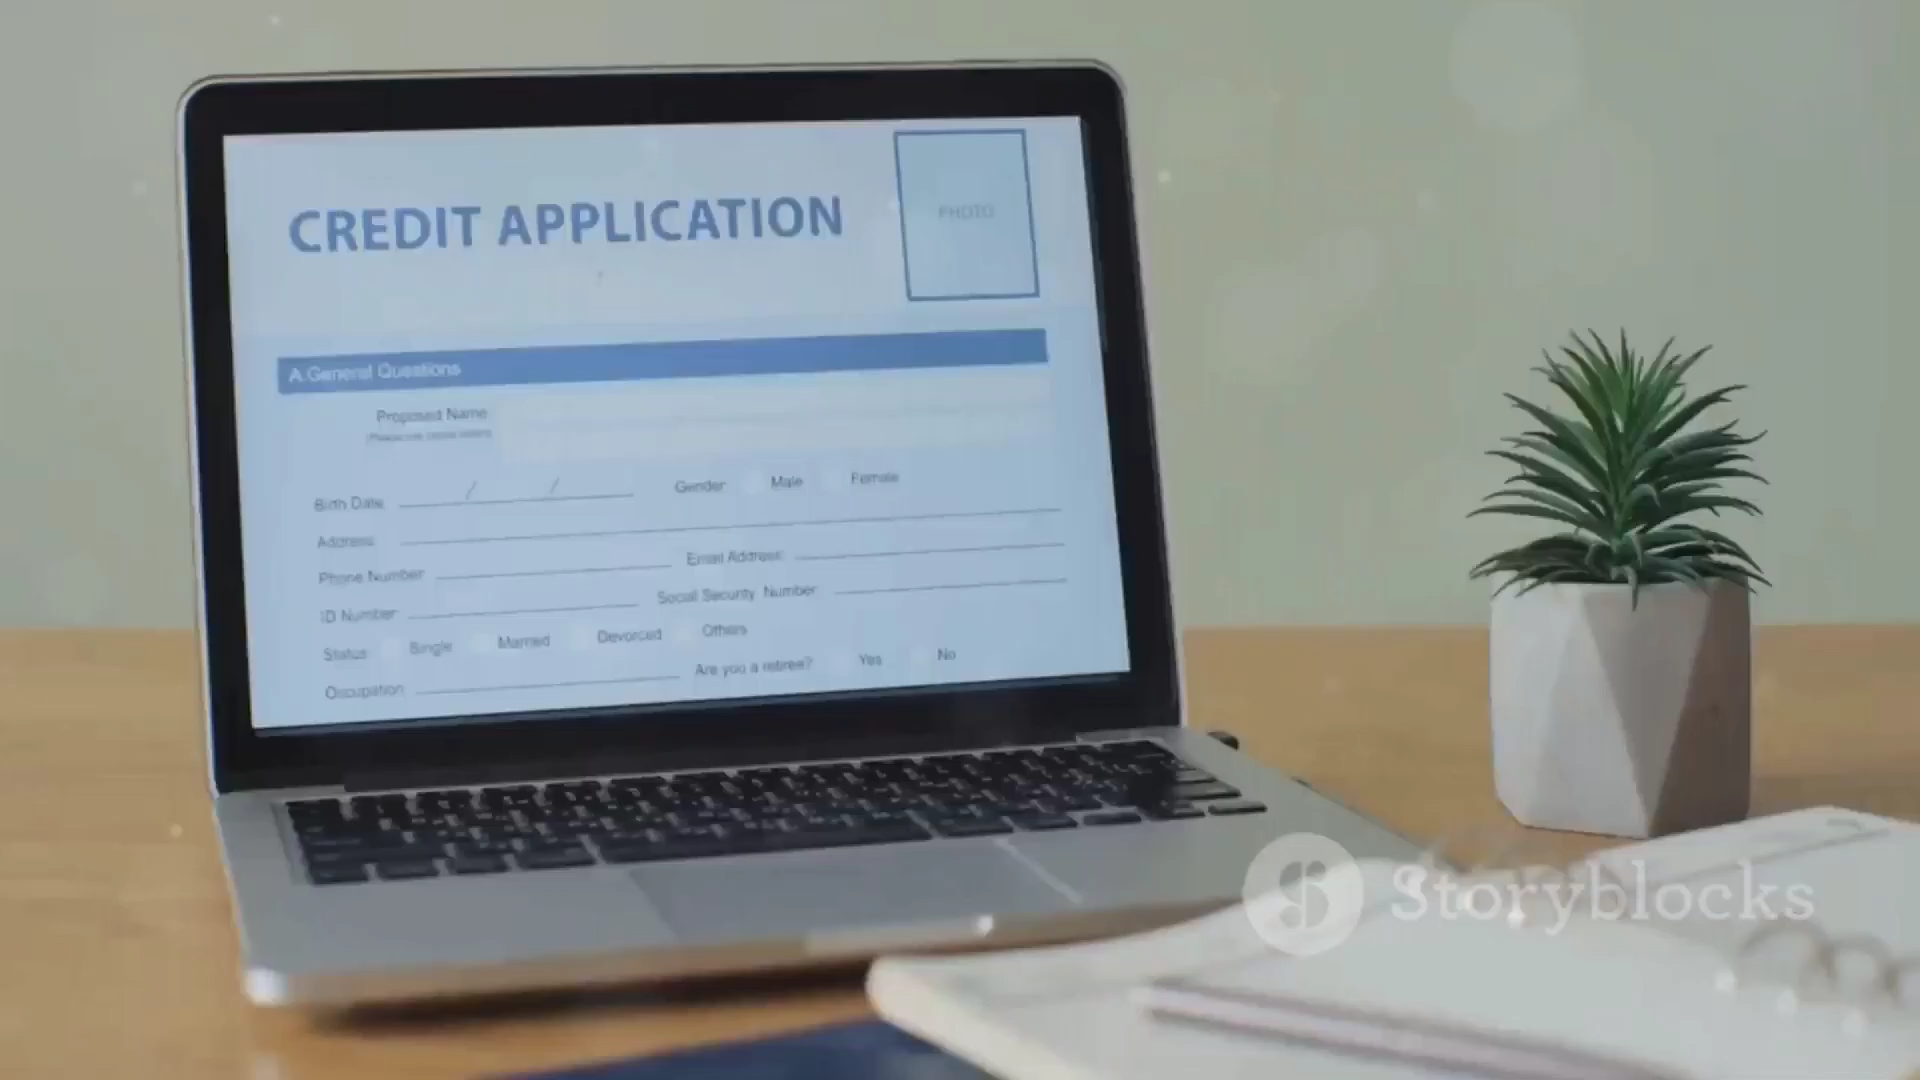 CREDIT APPLICATION
PHOTO
A.General Questions
Proposed Name
Birth Date / / Gender Male Female
Address
Phone Number Email Address
ID Number Social Security Number
Status Single Married Devorced Others
Occupation Are you a retiree? Yes No
Storyblocks